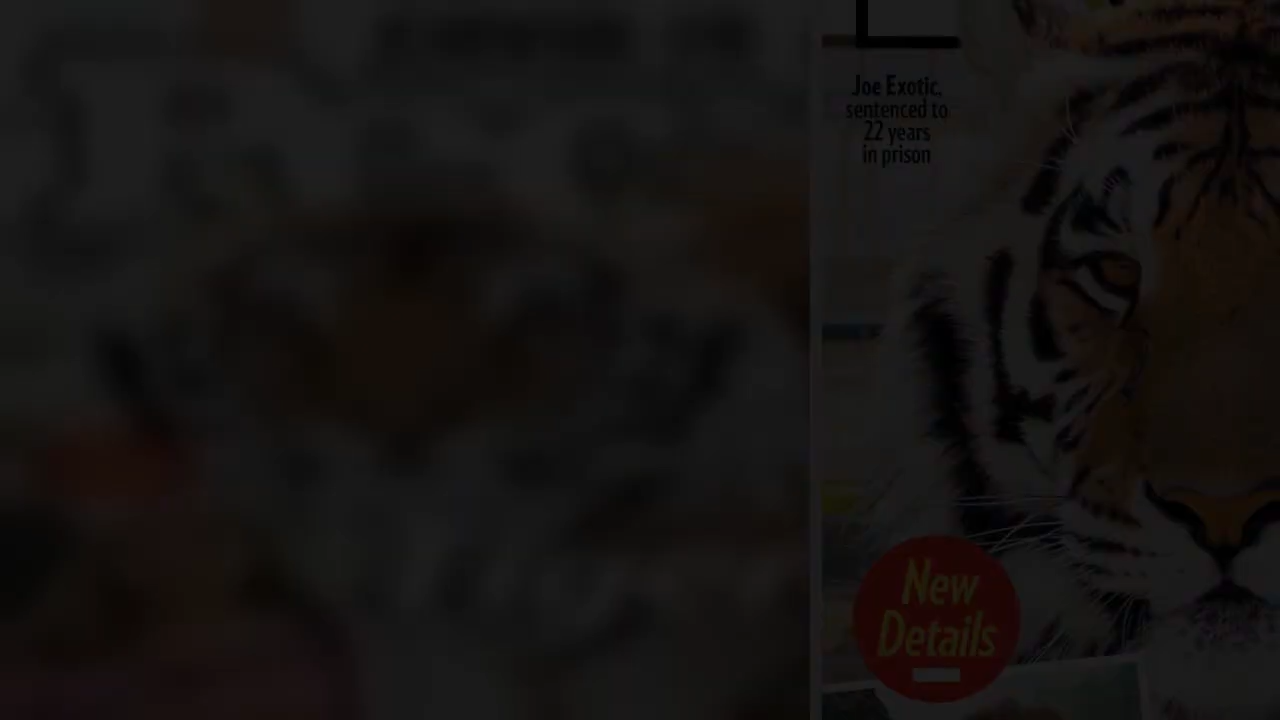 Joe Exotic,
sentenced to
22 years
in prison
New
Details